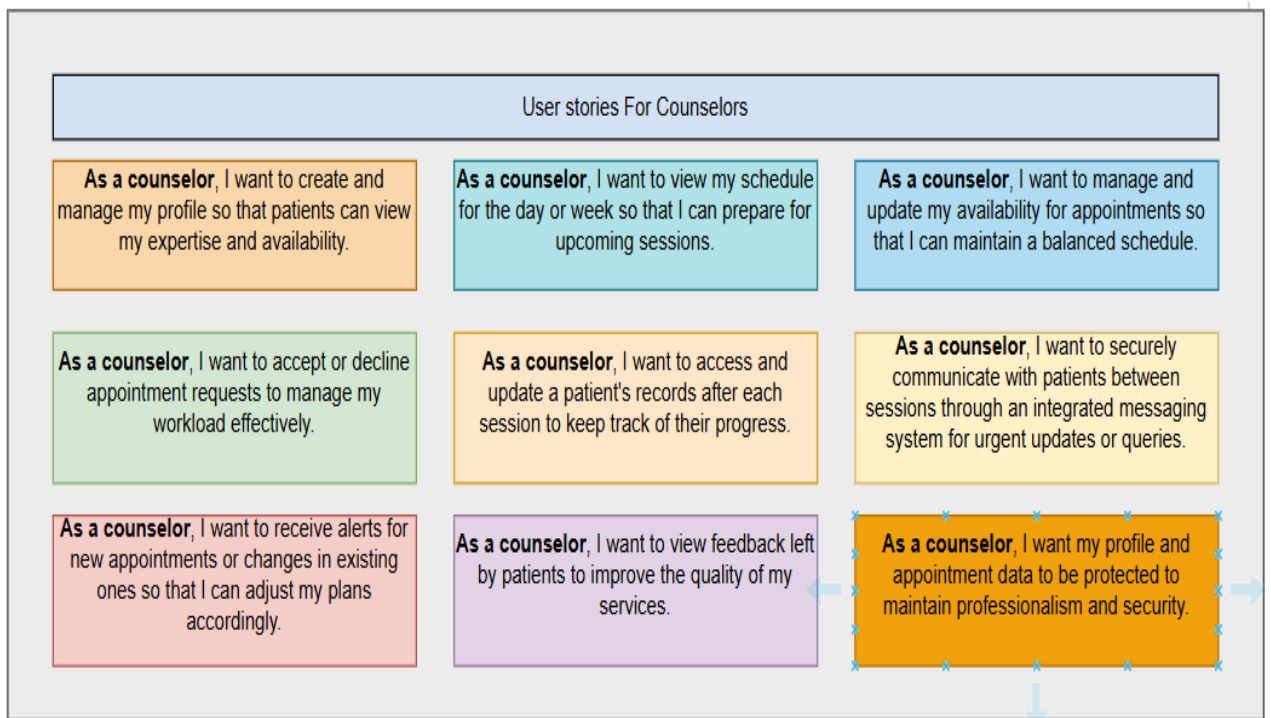 User stories For Counselors
As a counselor, I want to create and
manage my profile so that patients can view
my expertise and availability.
As a counselor, I want to view my schedule
for the day or week so that I can prepare for
upcoming sessions.
As a counselor, I want to manage and
update my availability for appointments so
that I can maintain a balanced schedule.
As a counselor, I want to accept or decline
appointment requests to manage my
workload effectively.
As a counselor, I want to access and
update a patient's records after each
session to keep track of their progress.
As a counselor, I want to securely
communicate with patients between
sessions through an integrated messaging
system for urgent updates or queries.
As a counselor, I want to receive alerts for
new appointments or changes in existing
ones so that I can adjust my plans
accordingly.
As a counselor, I want to view feedback left
by patients to improve the quality of my
services.
As a counselor, I want my profile and
appointment data to be protected to
maintain professionalism and security.